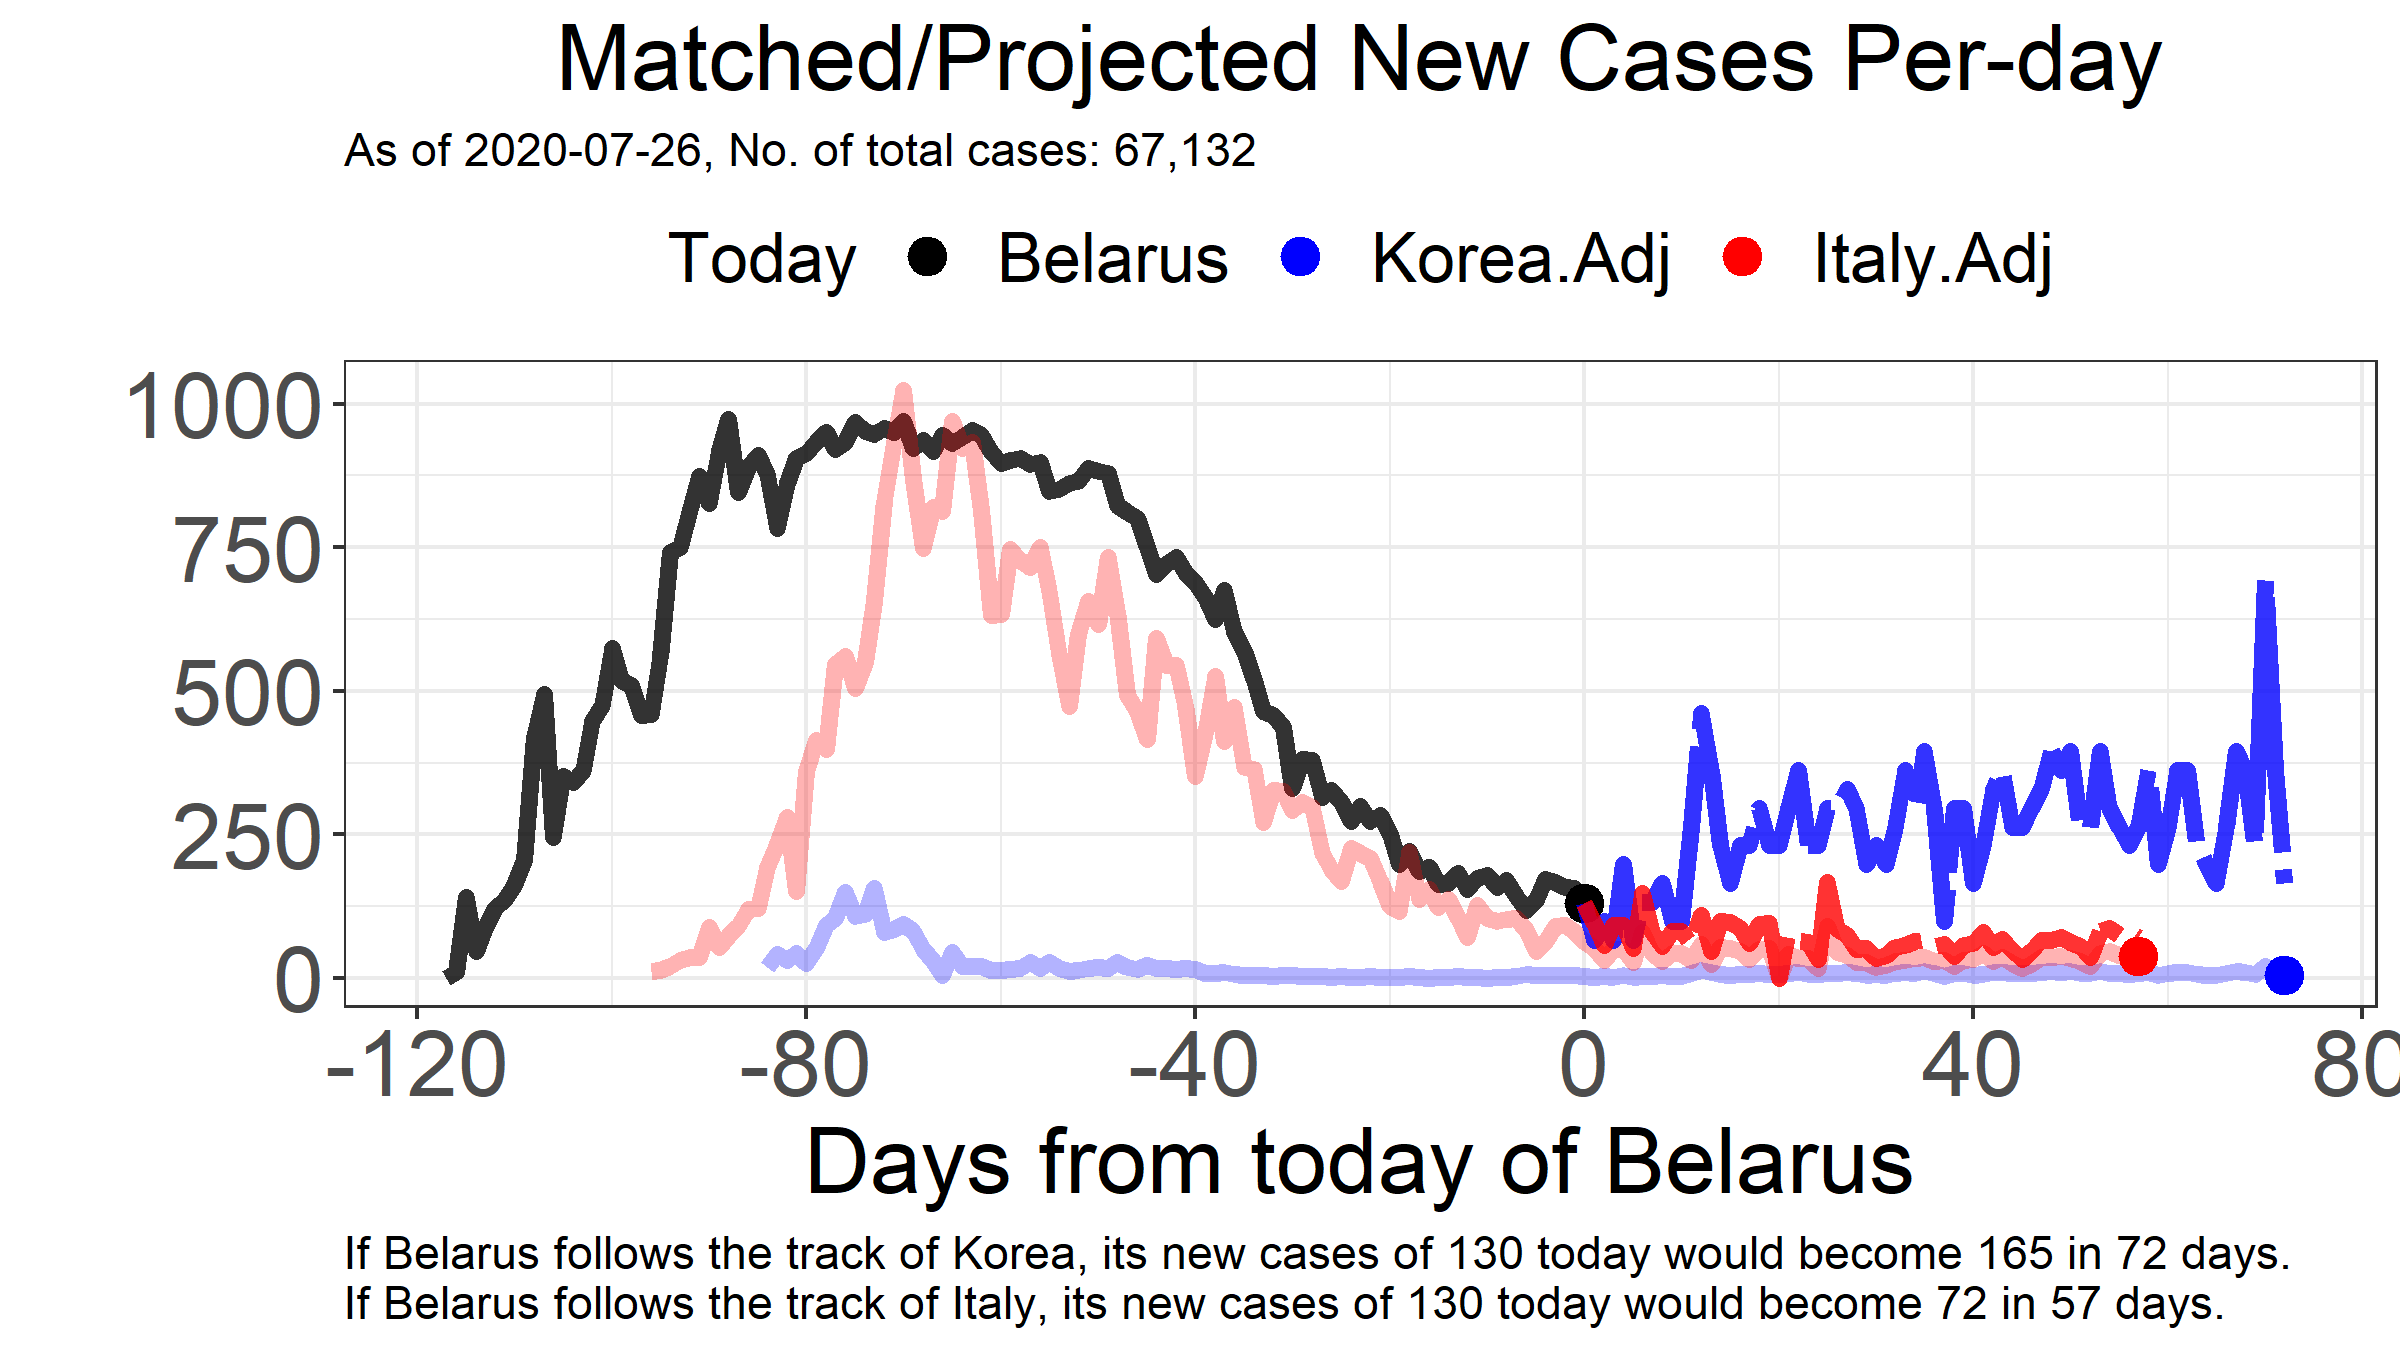 Matched/Projected New Cases Per-day
As of 2020-07-26, No. of total cases: 67,132
Today Belarus Korea.Adj Italy.Adj
1000
750
500
250
0
-120 -80 -40 0 40 80
Days from today of Belarus
If Belarus follows the track of Korea, its new cases of 130 today would become 165 in 72 days.
If Belarus follows the track of Italy, its new cases of 130 today would become 72 in 57 days.